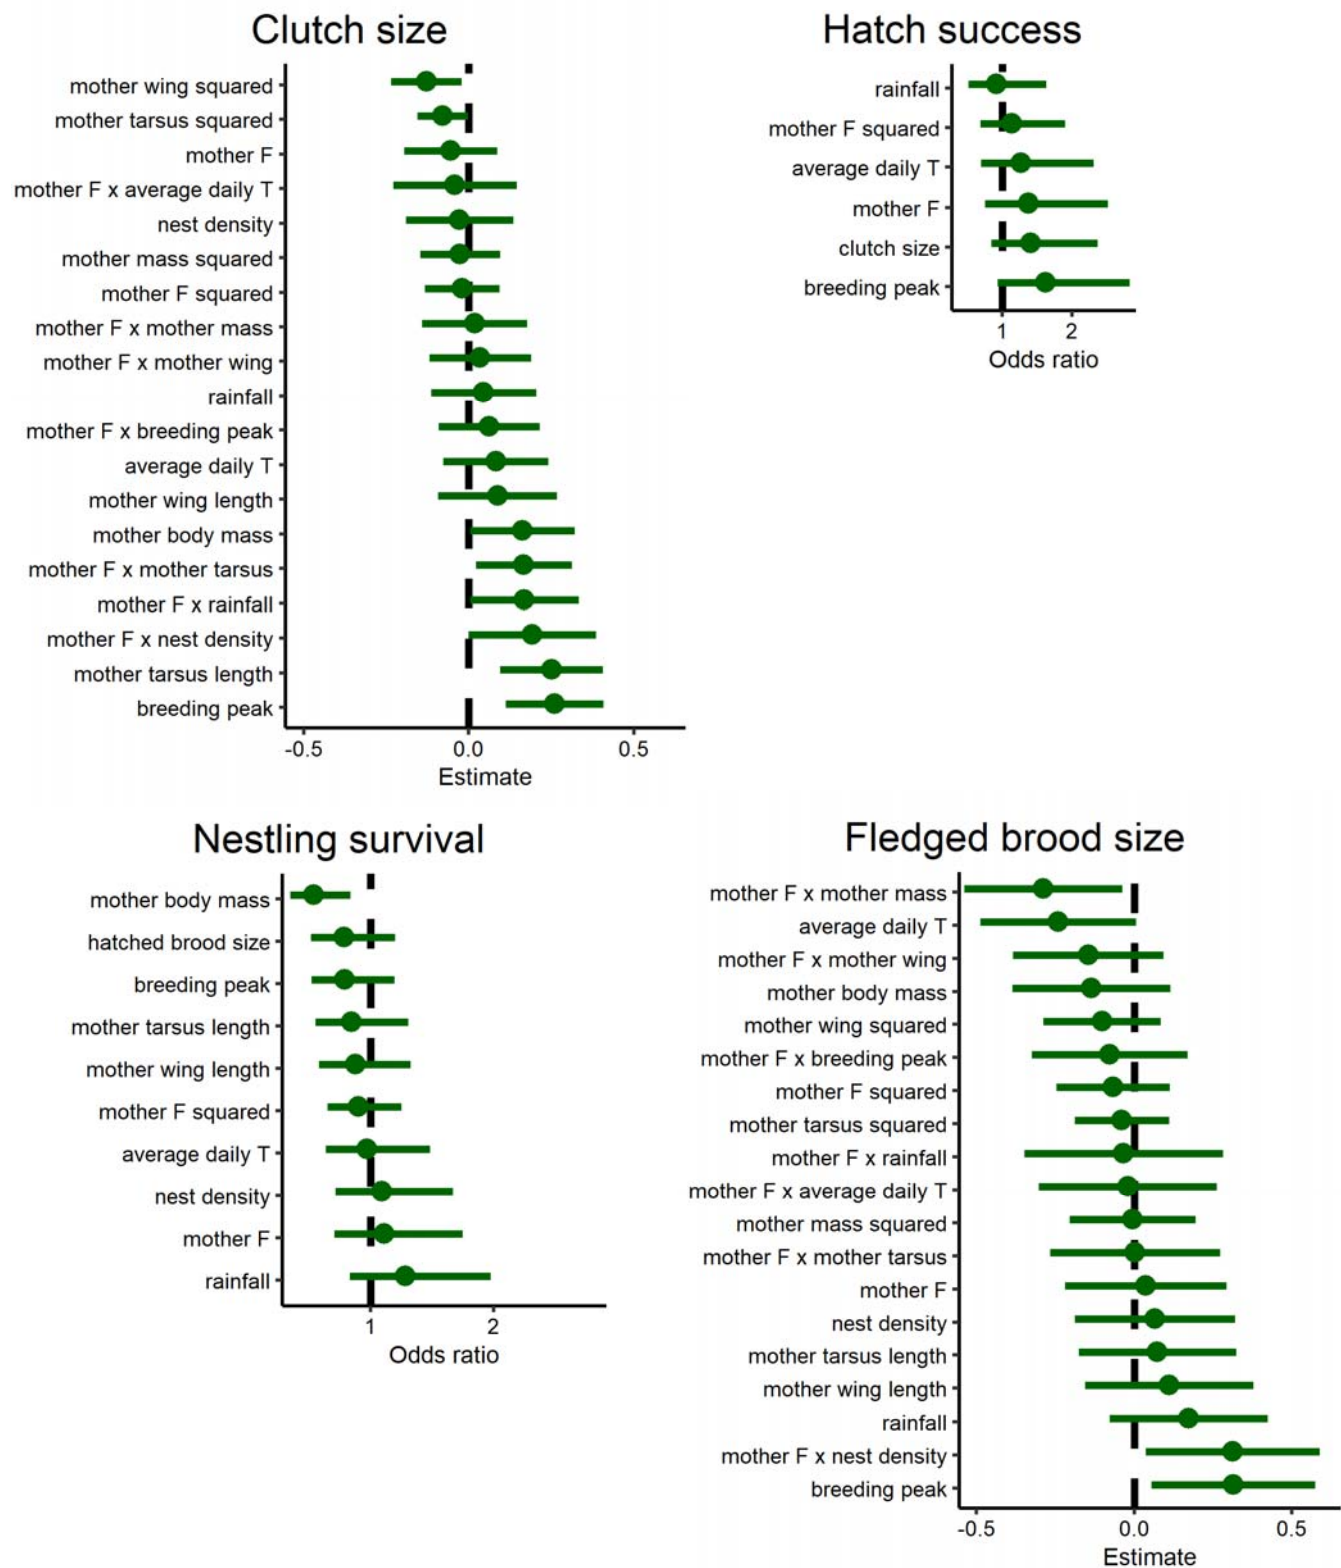 Clutch size
mother wing squared
mother tarsus squared
mother F
mother F x average daily T
nest density
mother mass squared
mother F squared
mother F x mother mass
mother F x mother wing
rainfall
mother F x breeding peak
average daily T
mother wing length
mother body mass
mother F x mother tarsus
mother F x rainfall
mother F x nest density
mother tarsus length
breeding peak
-0.5 0.0 0.5
Estimate
Hatch success
rainfall
mother F squared
average daily T
mother F
clutch size
breeding peak
1 2
Odds ratio
Nestling survival
mother body mass
hatched brood size
breeding peak
mother tarsus length
mother wing length
mother F squared
average daily T
nest density
mother F
rainfall
1 2
Odds ratio
Fledged brood size
mother F x mother mass
average daily T
mother F x mother wing
mother body mass
mother wing squared
mother F x breeding peak
mother F squared
mother tarsus squared
mother F x rainfall
mother F x average daily T
mother mass squared
mother F x mother tarsus
mother F
nest density
mother tarsus length
mother wing length
rainfall
mother F x nest density
breeding peak
-0.5 0.0 0.5
Estimate